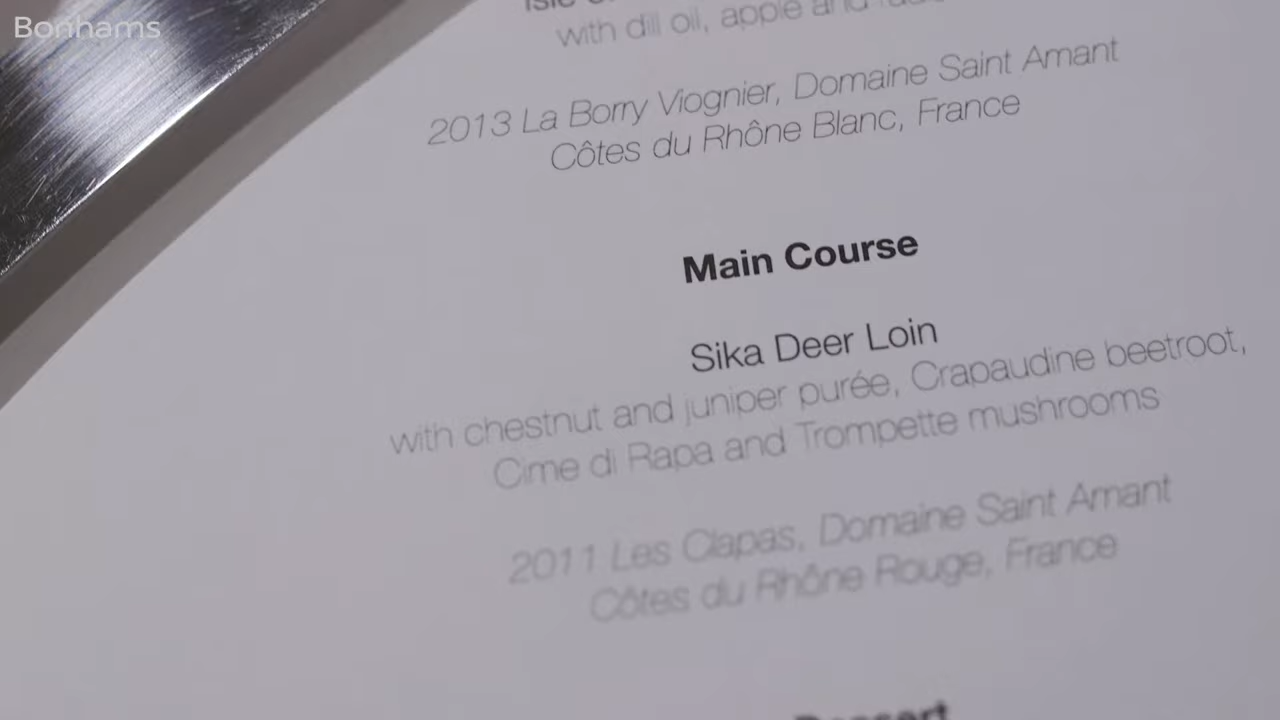 Bonhams
with dill oil, apple and
2013 La Borry Viognier, Domaine Saint Amant
Côtes du Rhône Blanc, France
Main Course
Sika Deer Loin
with chestnut and juniper purée, Crapaudine beetroot,
Cime di Rapa and Trompette mushrooms
2011 Les Clapas, Domaine Saint Amant
Côtes du Rhône Rouge, France
Dessert